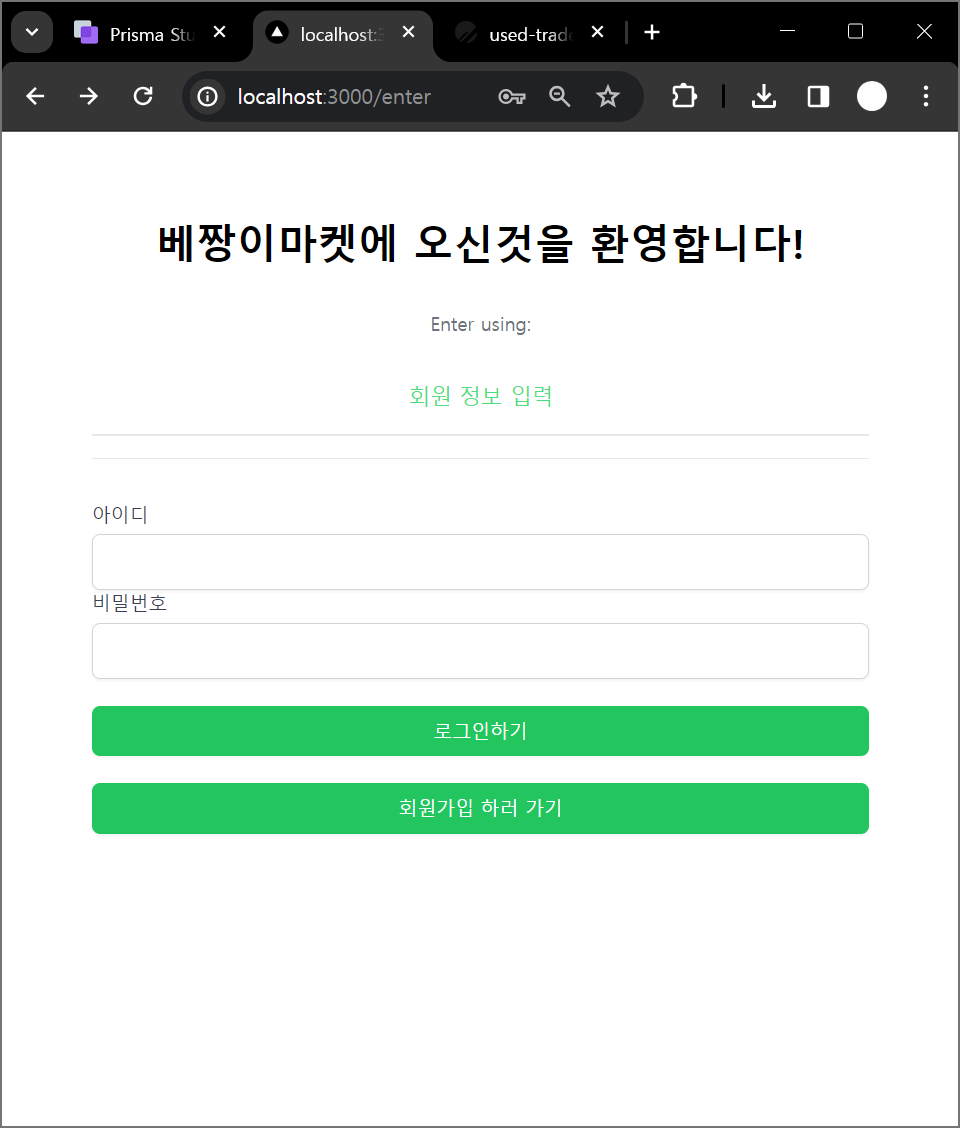 Prisma Stu
localhost:3
used-trade
localhost:3000/enter
베짱이마켓에 오신것을 환영합니다!
Enter using:
회원 정보 입력
아이디
비밀번호
로그인하기
회원가입 하러 가기